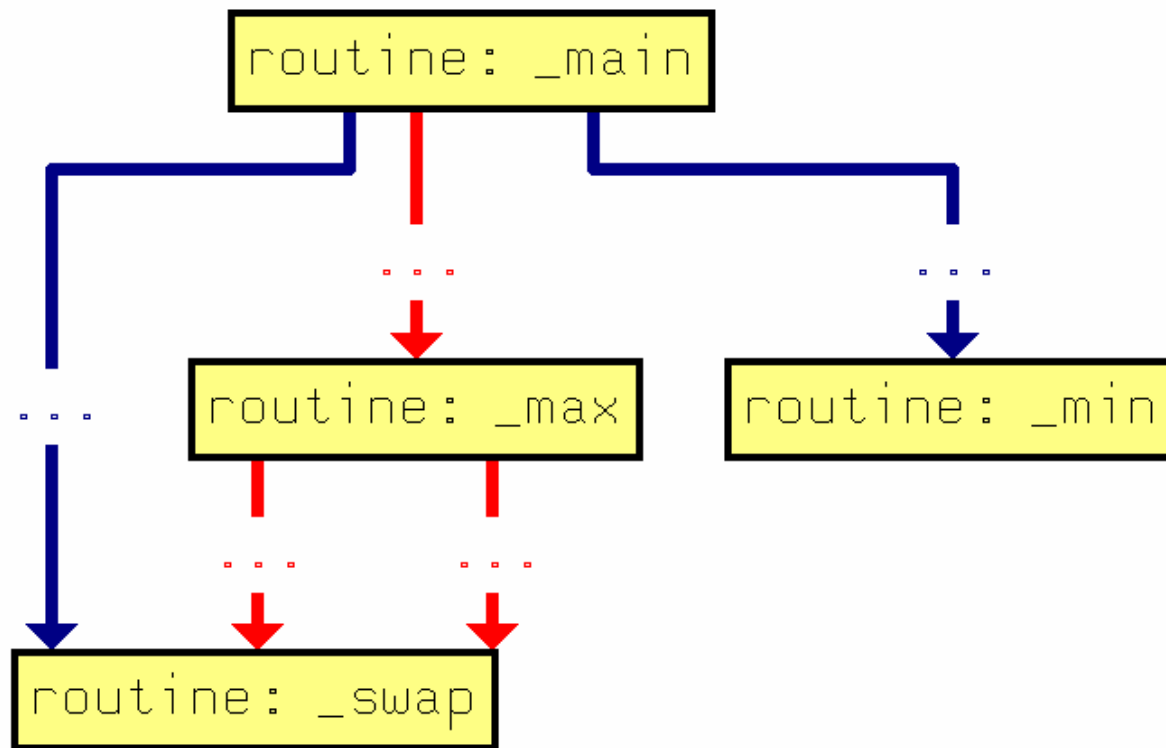 routine: _main
. . .
. . .
routine: _max
routine: _min
. . .
. . .
. . .
routine: _swap